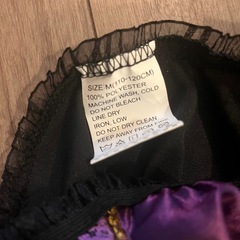 SIZE: M(110-120CM)
100% POLYESTER
MACHINE WASH, COLD
DO NOT BLEACH
LINE DRY
IRON, LOW
DO NOT DRY CLEAN
KEEP AWAY FROM FIRE